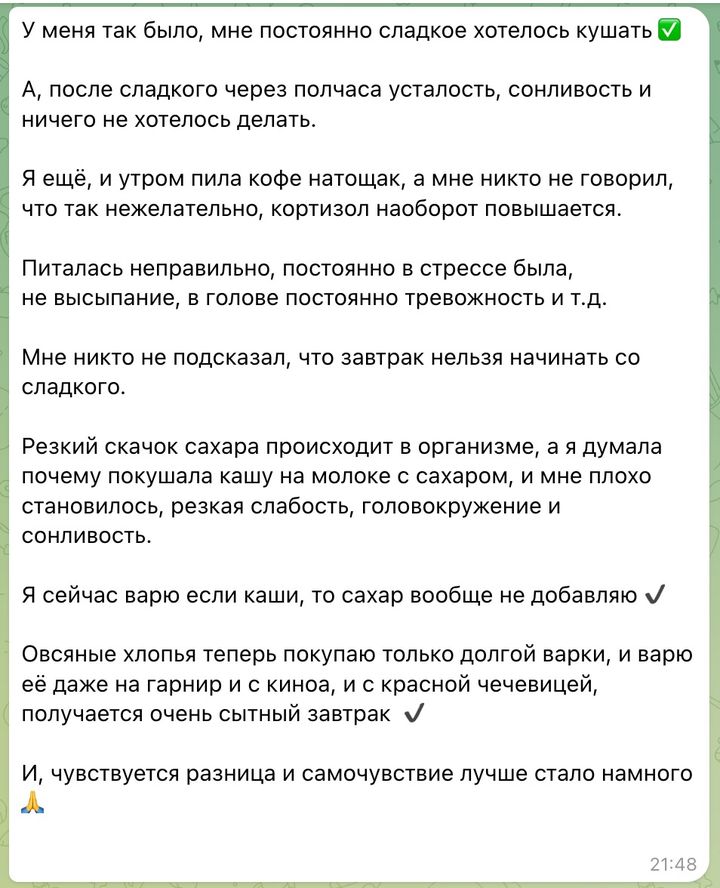 У меня так было, мне постоянно сладкое хотелось кушать ✅
А, после сладкого через полчаса усталость, сонливость и
ничего не хотелось делать.
Я ещё, и утром пила кофе натощак, а мне никто не говорил,
что так нежелательно, кортизол наоборот повышается.
Питалась неправильно, постоянно в стрессе была,
не высыпание, в голове постоянно тревожность и т.д.
Мне никто не подсказал, что завтрак нельзя начинать со
сладкого.
Резкий скачок сахара происходит в организме, а я думала
почему покушала кашу на молоке с сахаром, и мне плохо
становилось, резкая слабость, головокружение и
сонливость.
Я сейчас варю если каши, то сахар вообще не добавляю ✔
Овсяные хлопья теперь покупаю только долгой варки, и варю
её даже на гарнир и с киноа, и с красной чечевицей,
получается очень сытный завтрак ✔
И, чувствуется разница и самочувствие лучше стало намного
🙏
21:48